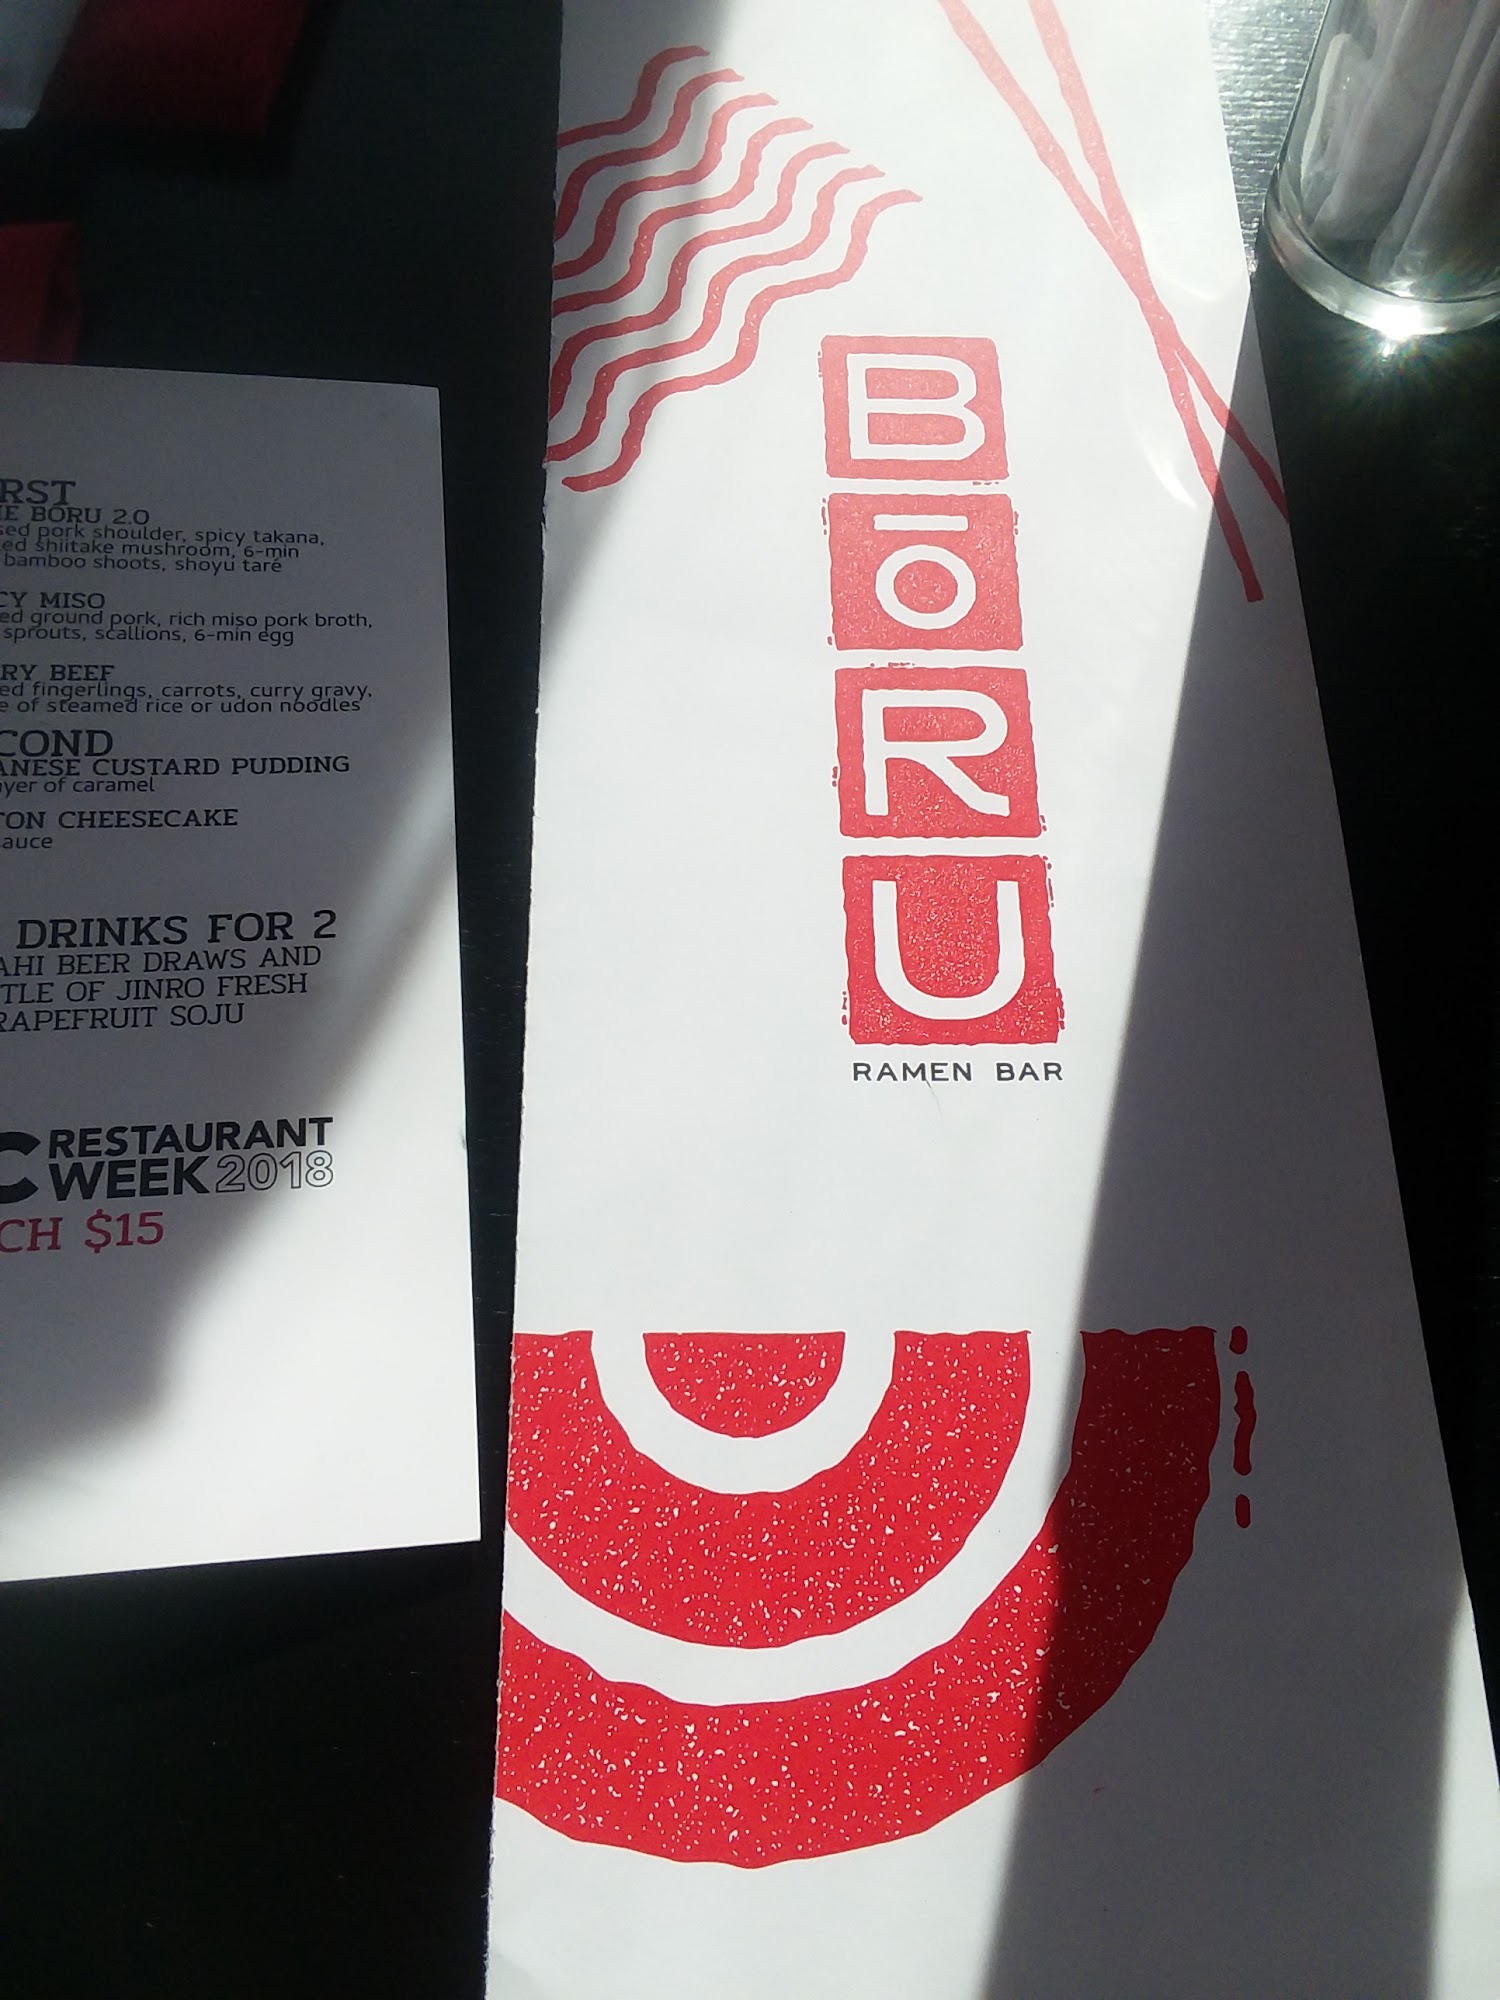 RST
E BŌRU 2.0
sed pork shoulder, spicy takana,
ed shiitake mushroom, 6-min
bamboo shoots, shoyu taré
CY MISO
ed ground pork, rich miso pork broth,
sprouts, scallions, 6-min egg
RY BEEF
ed fingerlings, carrots, curry gravy,
e of steamed rice or udon noodles
COND
ANESE CUSTARD PUDDING
ayer of caramel
TON CHEESECAKE
auce
DRINKS FOR 2
AHI BEER DRAWS AND
TLE OF JINRO FRESH
RAPEFRUIT SOJU
C RESTAURANT
WEEK 2018
CH $15
BŌRU
RAMEN BAR